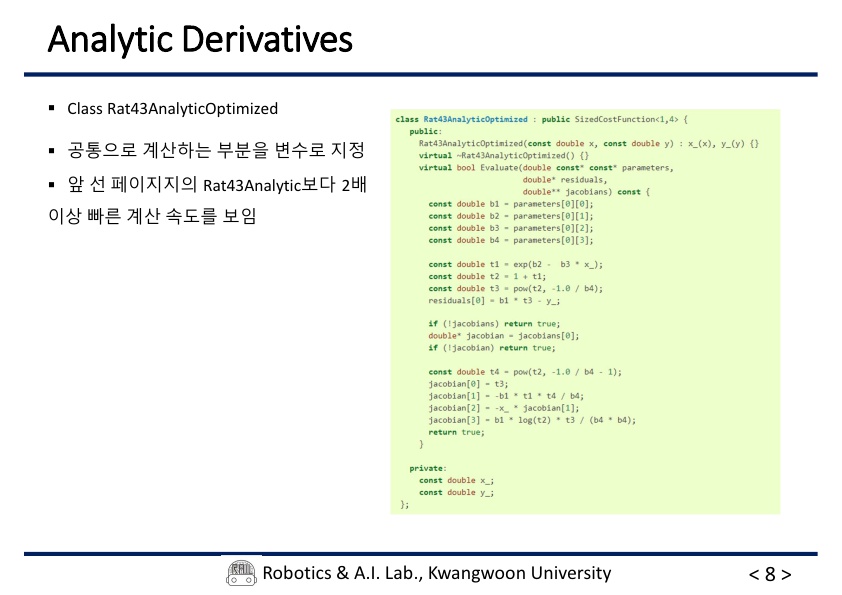 Analytic Derivatives
▪ Class Rat43AnalyticOptimized
▪ 공통으로 계산하는 부분을 변수로 지정
▪ 앞 선 페이지지의 Rat43Analytic보다 2배
이상 빠른 계산 속도를 보임
class Rat43AnalyticOptimized : public SizedCostFunction<1,4> {
public:
Rat43AnalyticOptimized(const double x, const double y) : x_(x), y_(y) {}
virtual ~Rat43AnalyticOptimized() {}
virtual bool Evaluate(double const* const* parameters,
double* residuals,
double** jacobians) const {
const double b1 = parameters[0][0];
const double b2 = parameters[0][1];
const double b3 = parameters[0][2];
const double b4 = parameters[0][3];
const double t1 = exp(b2 -  b3 * x_);
const double t2 = 1 + t1;
const double t3 = pow(t2, -1.0 / b4);
residuals[0] = b1 * t3 - y_;
if (!jacobians) return true;
double* jacobian = jacobians[0];
if (!jacobian) return true;
const double t4 = pow(t2, -1.0 / b4 - 1);
jacobian[0] = t3;
jacobian[1] = -b1 * t1 * t4 / b4;
jacobian[2] = -x_ * jacobian[1];
jacobian[3] = b1 * log(t2) * t3 / (b4 * b4);
return true;
}
private:
const double x_;
const double y_;
};
RAIL Robotics & A.I. Lab., Kwangwoon University
< 8 >